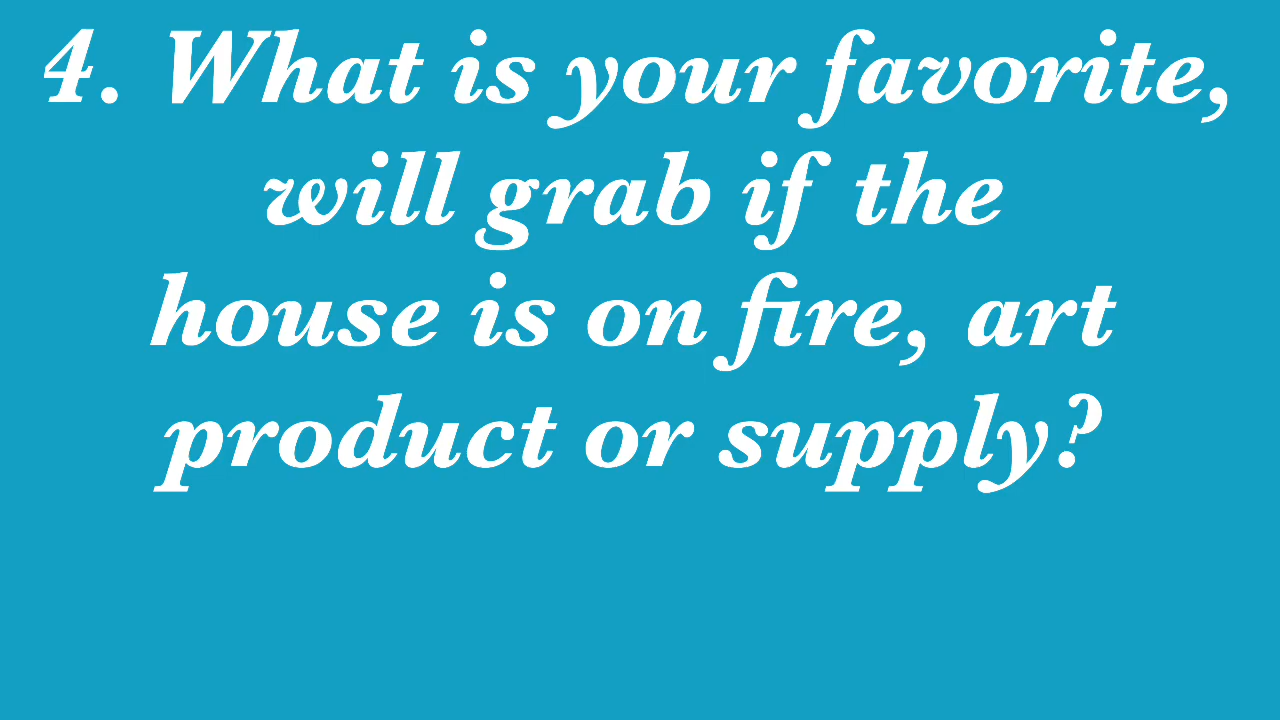 4. What is your favorite,
will grab if the
house is on fire, art
product or supply?